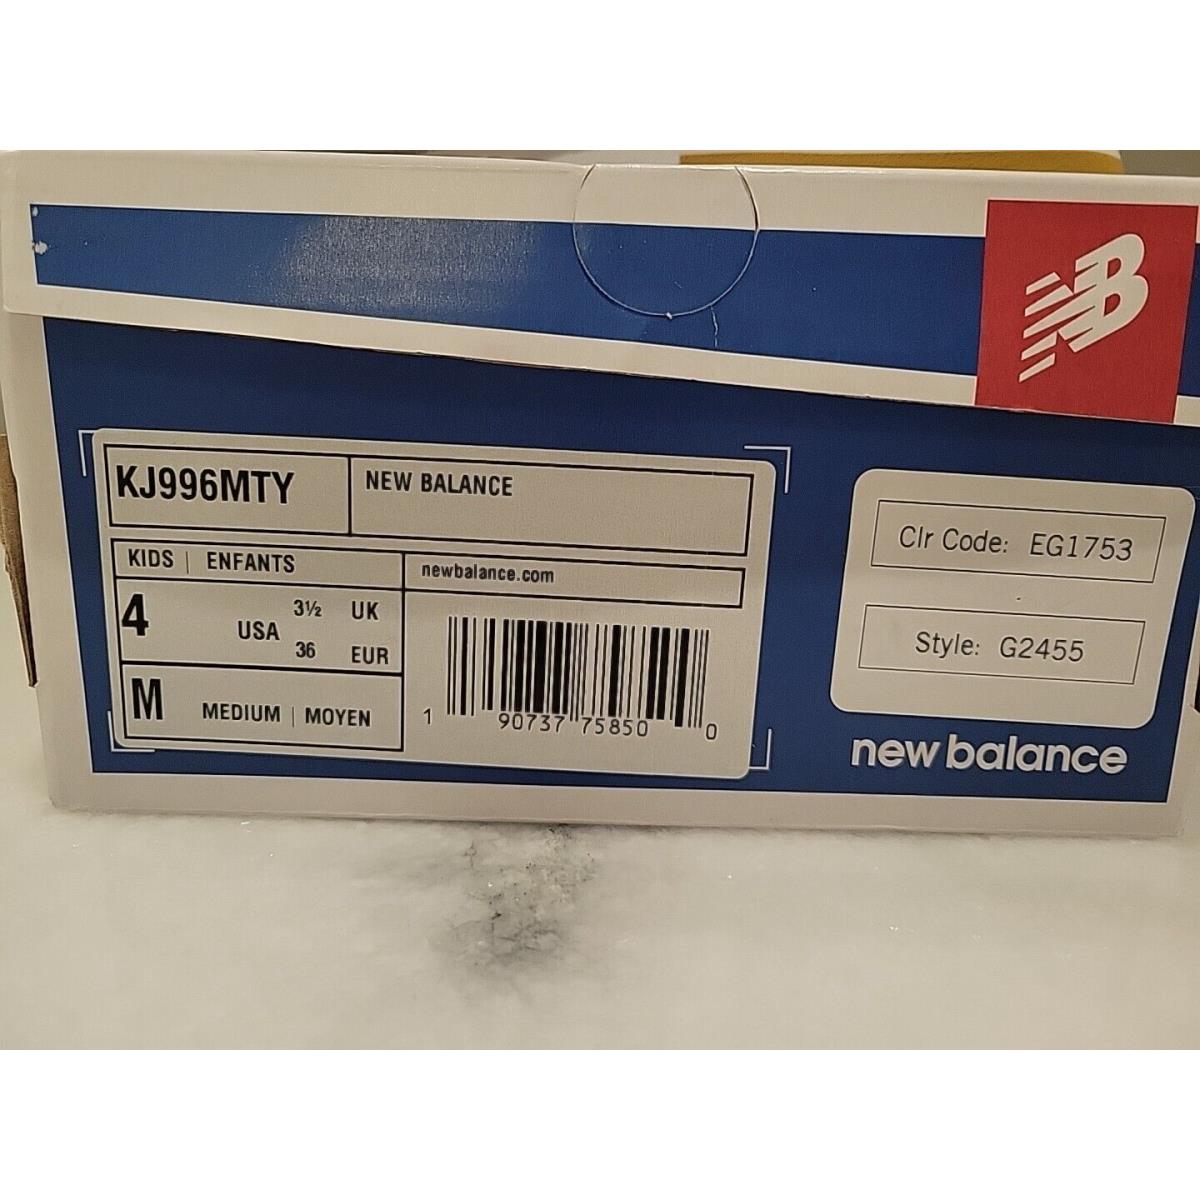 NB
KJ996MTY
NEW BALANCE
KIDS | ENFANTS
newbalance.com
4 USA 3½ UK
36 EUR
M MEDIUM | MOYEN
1 90737 75850 0
Clr Code: EG1753
Style: G2455
new balance